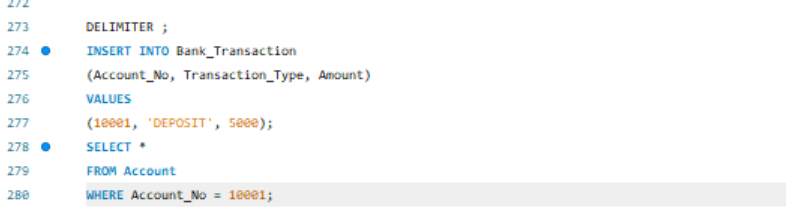 272
273 DELIMITER ;
274 INSERT INTO Bank_Transaction
275 (Account_No, Transaction_Type, Amount)
276 VALUES
277 (10001, 'DEPOSIT', 5000);
278 SELECT *
279 FROM Account
280 WHERE Account_No = 10001;